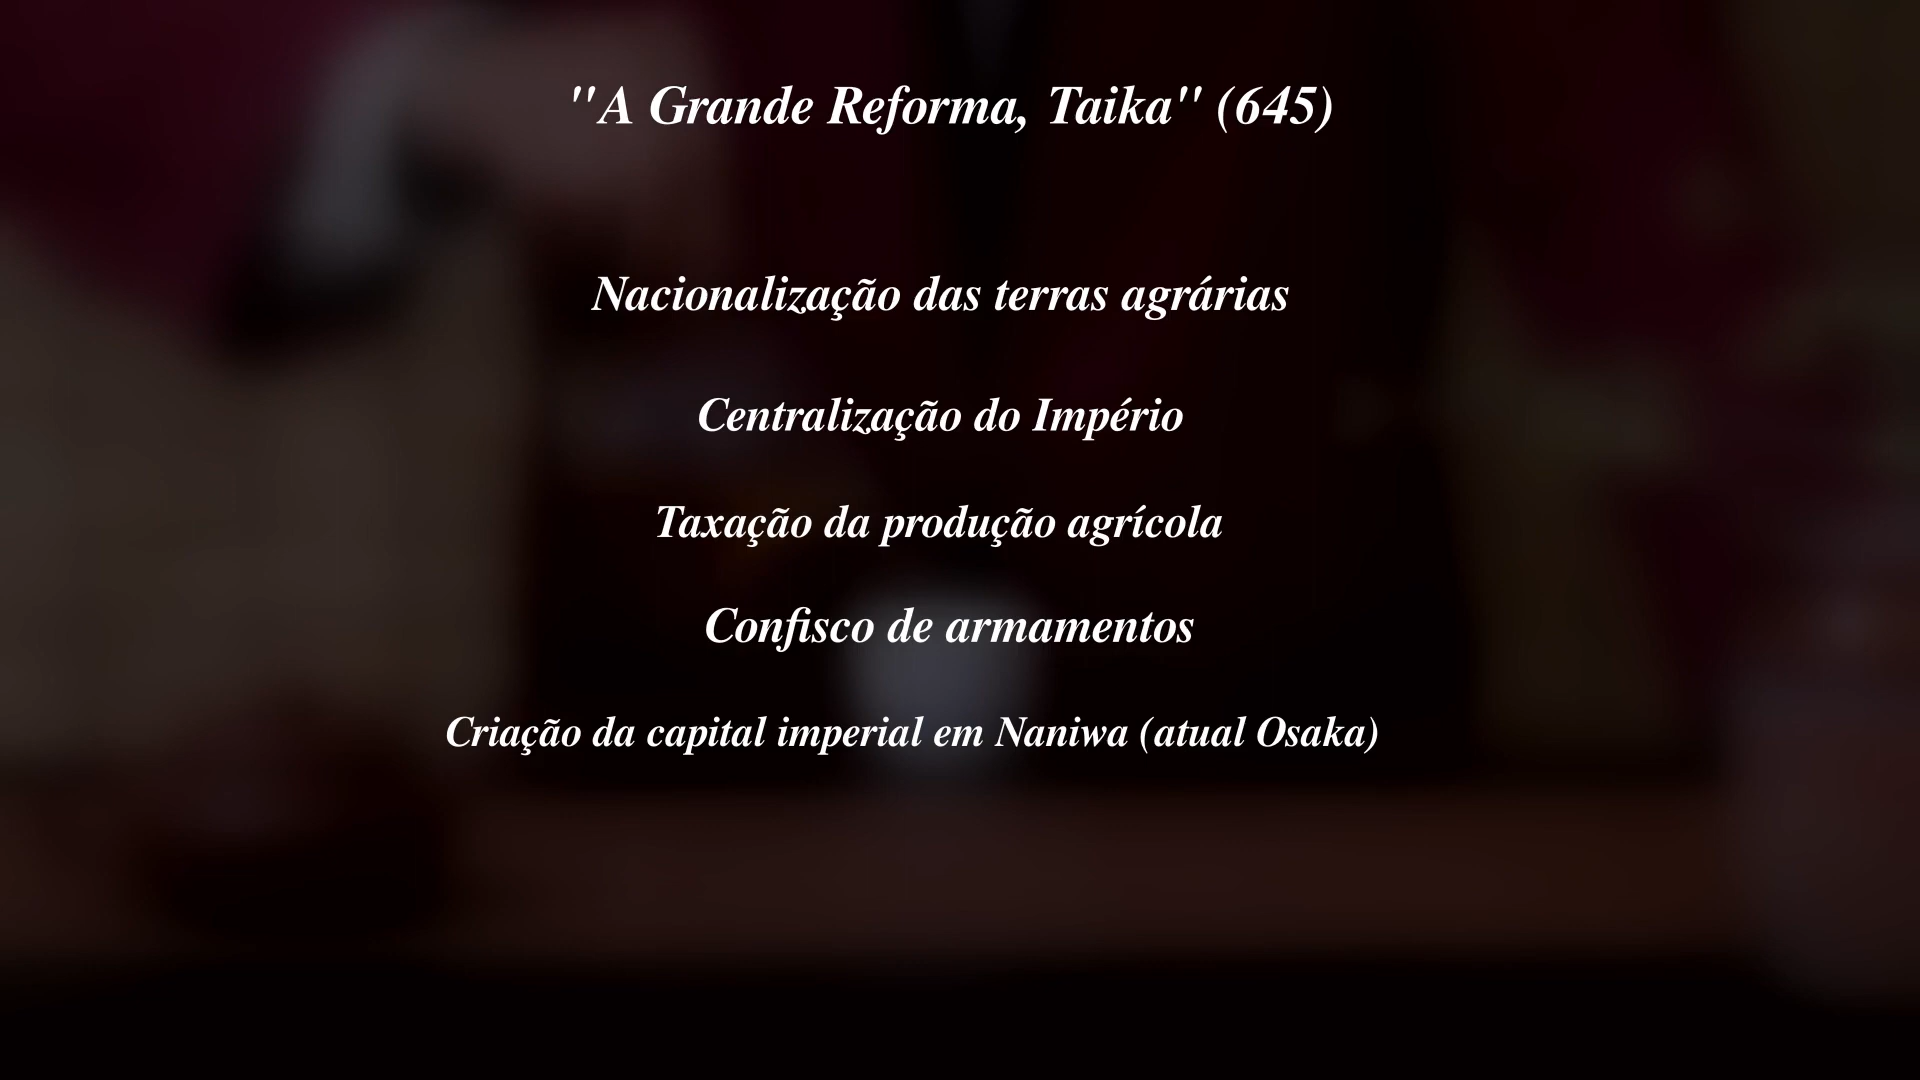 "A Grande Reforma, Taika" (645)
Nacionalização das terras agrárias
Centralização do Império
Taxação da produção agrícola
Confisco de armamentos
Criação da capital imperial em Naniwa (atual Osaka)